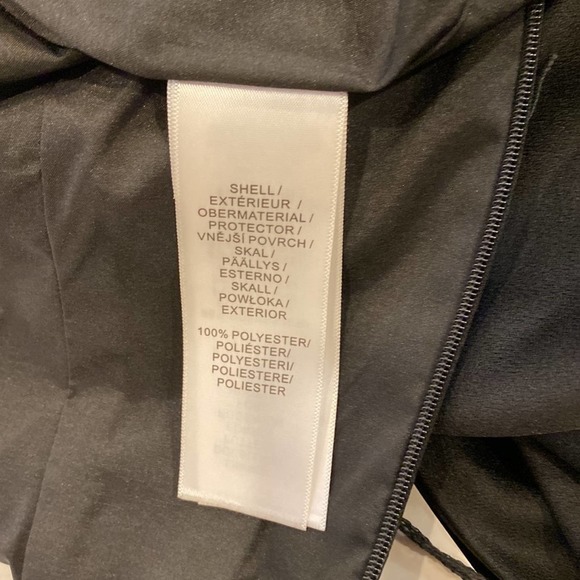 SHELL/
EXTÉRIEUR /
OBERMATERIAL /
PROTECTOR /
VNĚJŠÍ POVRCH /
SKAL /
PÄÄLLYS /
ESTERNO /
SKALL /
POWŁOKA /
EXTERIOR
100% POLYESTER/
POLIÉSTER/
POLYESTERI/
POLIESTERE/
POLIESTER